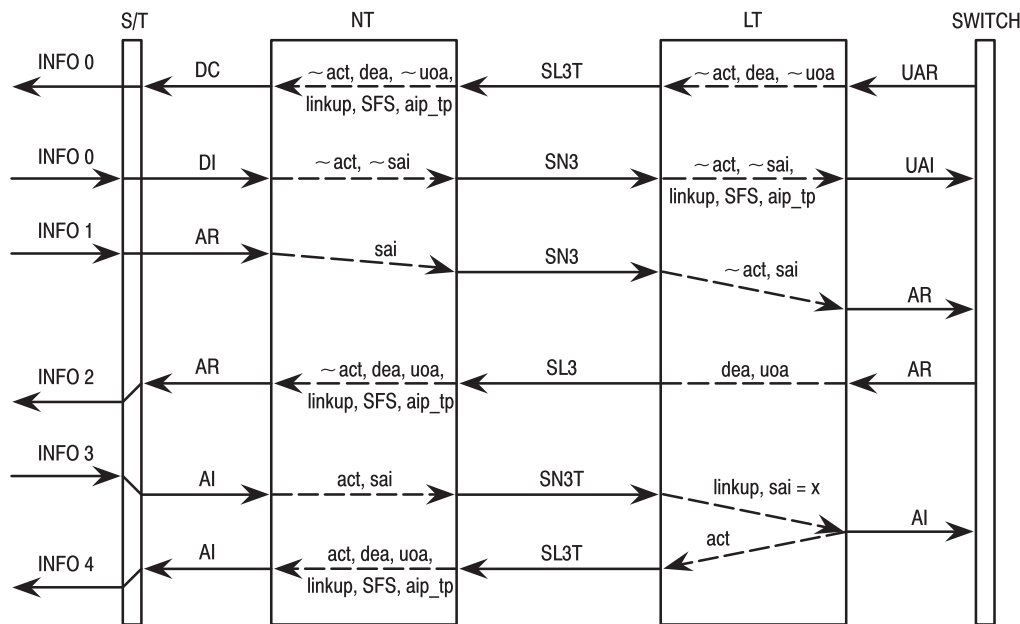 S/T NT LT SWITCH
INFO 0 DC ~act, dea, ~uoa, SL3T ~act, dea, ~uoa UAR
linkup, SFS, aip_tp
INFO 0 DI ~act, ~sai SN3 ~act, ~sai, UAI
linkup, SFS, aip_tp
INFO 1 AR sai SN3 ~act, sai AR
INFO 2 AR ~act, dea, uoa, SL3 dea, uoa AR
linkup, SFS, aip_tp
INFO 3 AI act, sai SN3T linkup, sai = x AI
act
INFO 4 AI act, dea, uoa, SL3T
linkup, SFS, aip_tp